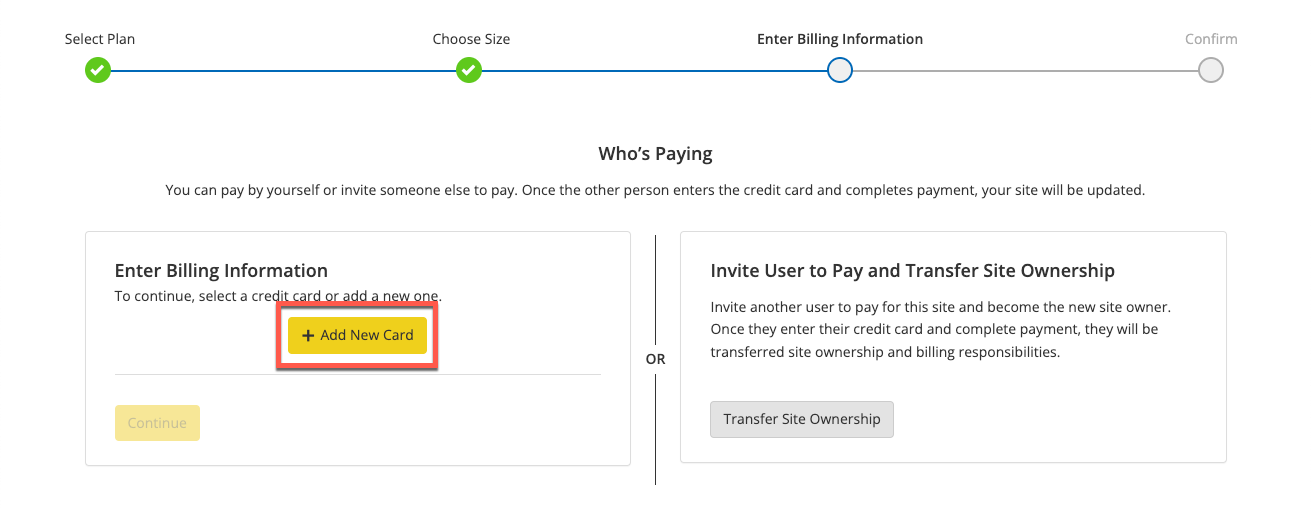 Select Plan
Choose Size
Enter Billing Information
Confirm
Who’s Paying
You can pay by yourself or invite someone else to pay. Once the other person enters the credit card and completes payment, your site will be updated.
Enter Billing Information
To continue, select a credit card or add a new one.
+ Add New Card
Continue
OR
Invite User to Pay and Transfer Site Ownership
Invite another user to pay for this site and become the new site owner.
Once they enter their credit card and complete payment, they will be
transferred site ownership and billing responsibilities.
Transfer Site Ownership